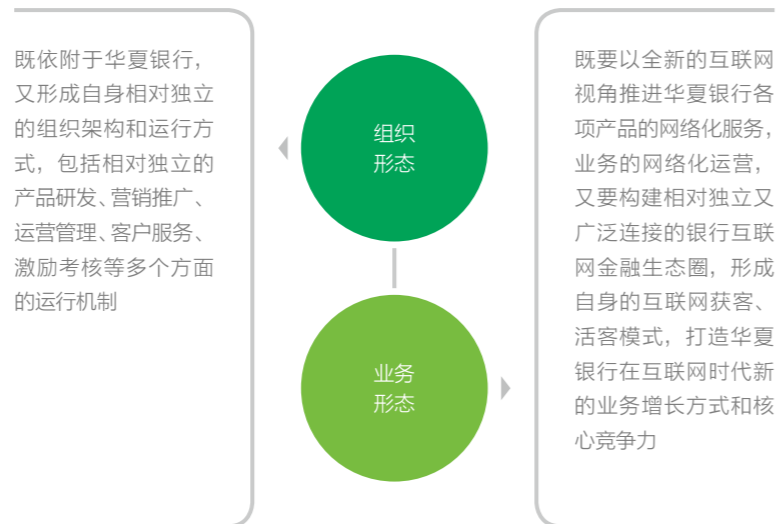 既依附于华夏银行，
又形成自身相对独立
的组织架构和运行方
式，包括相对独立的
产品研发、营销推广、
运营管理、客户服务、
激励考核等多个方面
的运行机制
组织
形态
业务
形态
既要以全新的互联网
视角推进华夏银行各
项产品的网络化服务，
业务的网络化运营，
又要构建相对独立又
广泛连接的银行互联
网金融生态圈，形成
自身的互联网获客、
活客模式，打造华夏
银行在互联网时代新
的业务增长方式和核
心竞争力